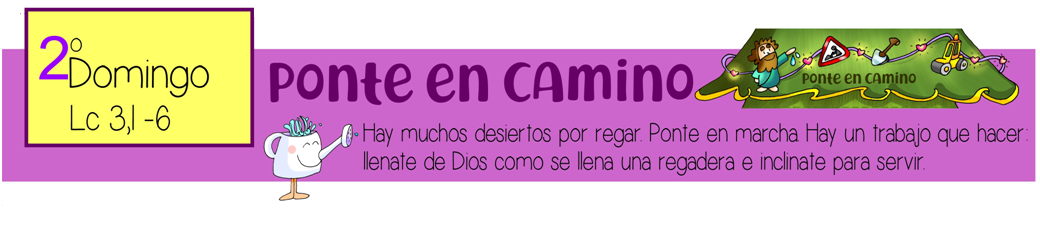 2º
Domingo
Lc 3,1-6
Ponte en Camino
Ponte en Camino
Hay muchos desiertos por regar. Ponte en marcha. Hay un trabajo que hacer:
llenate de Dios como se llena una regadera e inclinate para servir.